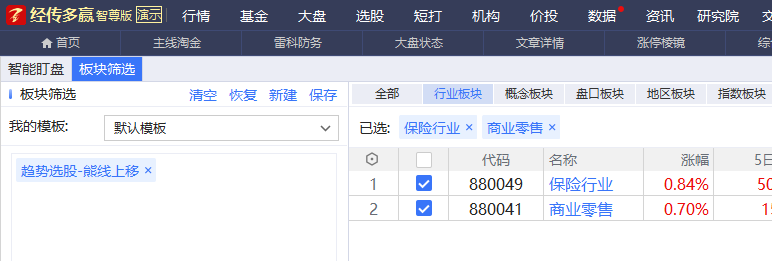 经传多赢 智尊版 演示 行情 基金 大盘 选股 短打 机构 价投 数据 资讯 研究院
首页 主线淘金 雷科防务 大盘状态 文章详情 涨停棱镜 综
智能盯盘 板块筛选
板块筛选 清空 恢复 新建 保存
全部 行业板块 概念板块 盘口板块 地区板块 指数板块
我的模板: 默认模板
已选: 保险行业 × 商业零售 ×
代码 名称 涨幅 5日
趋势选股-熊线上移 ×
1 880049 保险行业 0.84% 50
2 880041 商业零售 0.70% 15